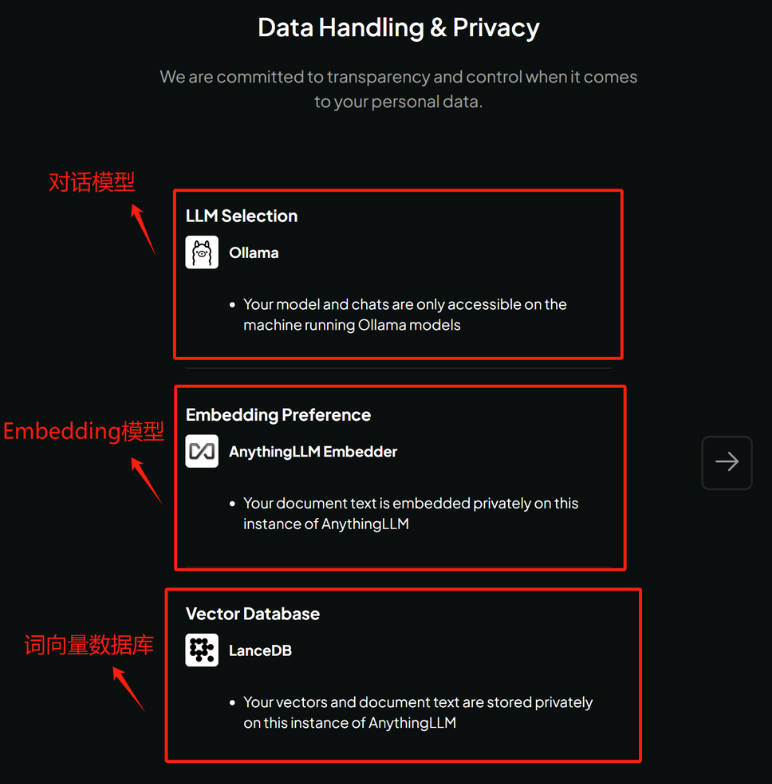 Data Handling & Privacy
We are committed to transparency and control when it comes
to your personal data.
对话模型
LLM Selection
Ollama
• Your model and chats are only accessible on the
machine running Ollama models
Embedding模型
Embedding Preference
AnythingLLM Embedder
• Your document text is embedded privately on this
instance of AnythingLLM
词向量数据库
Vector Database
LanceDB
• Your vectors and document text are stored privately
on this instance of AnythingLLM